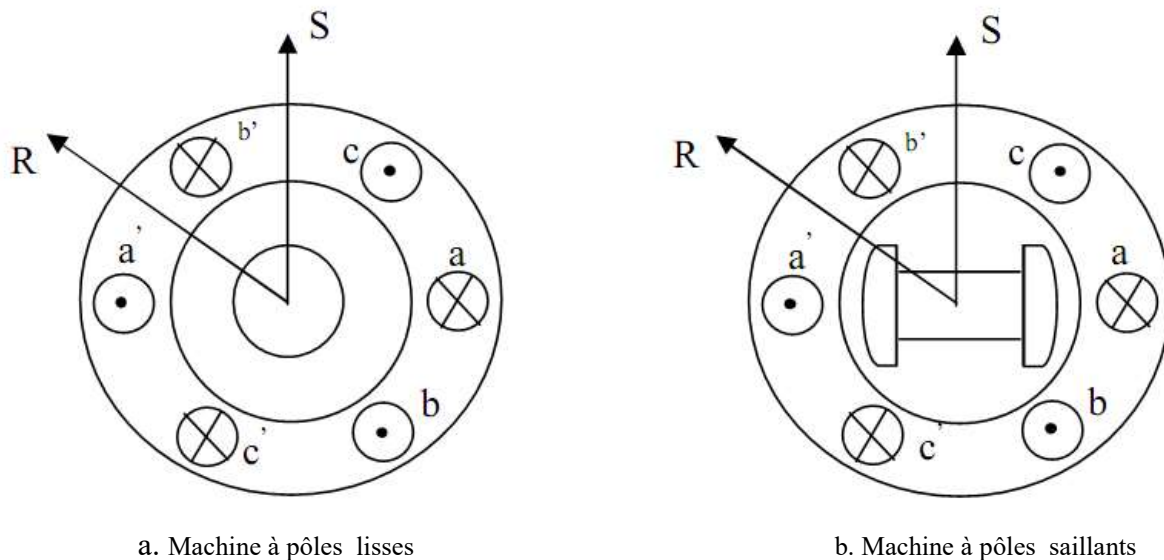 S
R
b’
c
a’
a
c’
b
S
R
b’
c
a’
a
c’
b
a. Machine à pôles lisses
b. Machine à pôles saillants